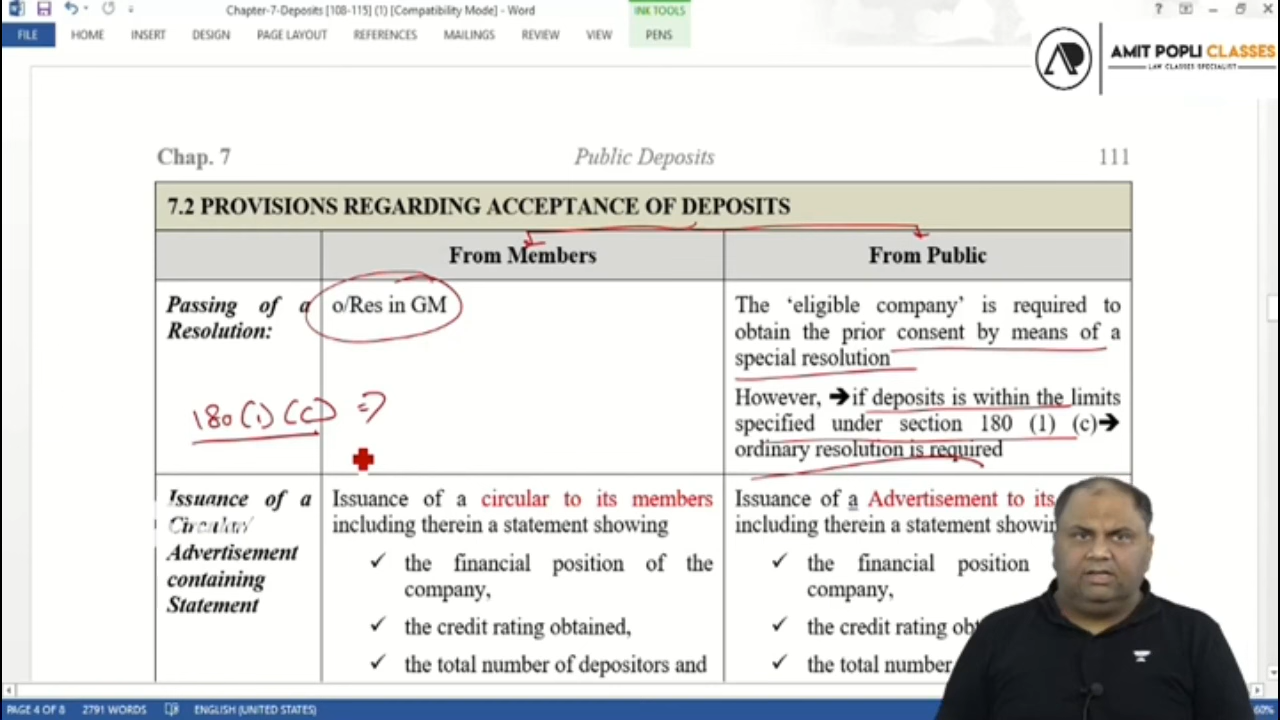 Chapter-7-Deposits [108-115] (1) [Compatibility Mode] - Word
INK TOOLS
FILE
HOME
INSERT
DESIGN
PAGE LAYOUT
REFERENCES
MAILINGS
REVIEW
VIEW
PENS
AP
AMIT POPLI CLASSES
LAW CLASSES SPECIALIST
Chap. 7
Public Deposits
111
7.2 PROVISIONS REGARDING ACCEPTANCE OF DEPOSITS
From Members
From Public
Passing of a
Resolution:
o/Res in GM
The ‘eligible company’ is required to
obtain the prior consent by means of a
special resolution
However, ➔if deposits is within the limits
specified under section 180 (1) (c)➔
ordinary resolution is required
180(1)(c) ⇒
Issuance of a
Circular/
Advertisement
containing
Statement
Issuance of a circular to its members
including therein a statement showing
✓ the financial position of the
company,
✓ the credit rating obtained,
✓ the total number of depositors and
Issuance of a Advertisement to its
including therein a statement
✓ the financial position
company,
✓ the credit rating
✓ the total number
PAGE 4 OF 8
2791 WORDS
ENGLISH (UNITED STATES)
60%